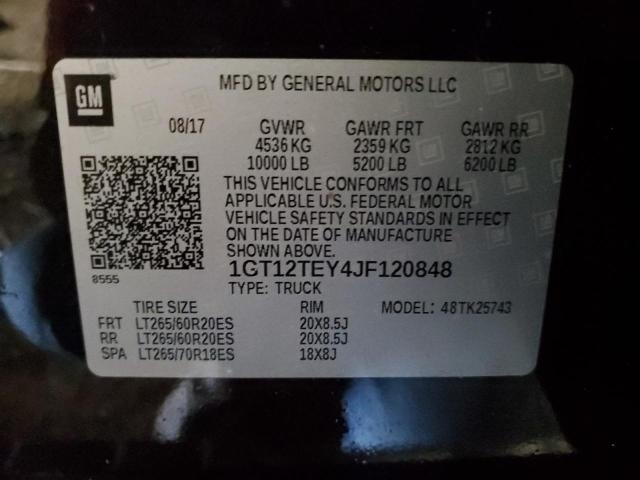 GM
MFD BY GENERAL MOTORS LLC
08/17 GVWR GAWR FRT GAWR RR
4536 KG 2359 KG 2812 KG
10000 LB 5200 LB 6200 LB
THIS VEHICLE CONFORMS TO ALL
APPLICABLE U.S. FEDERAL MOTOR
VEHICLE SAFETY STANDARDS IN EFFECT
ON THE DATE OF MANUFACTURE
SHOWN ABOVE.
8555
1GT12TEY4JF120848
TYPE: TRUCK
TIRE SIZE RIM MODEL: 48TK25743
FRT LT265/60R20ES 20X8.5J
RR LT265/60R20ES 20X8.5J
SPA LT265/70R18ES 18X8J